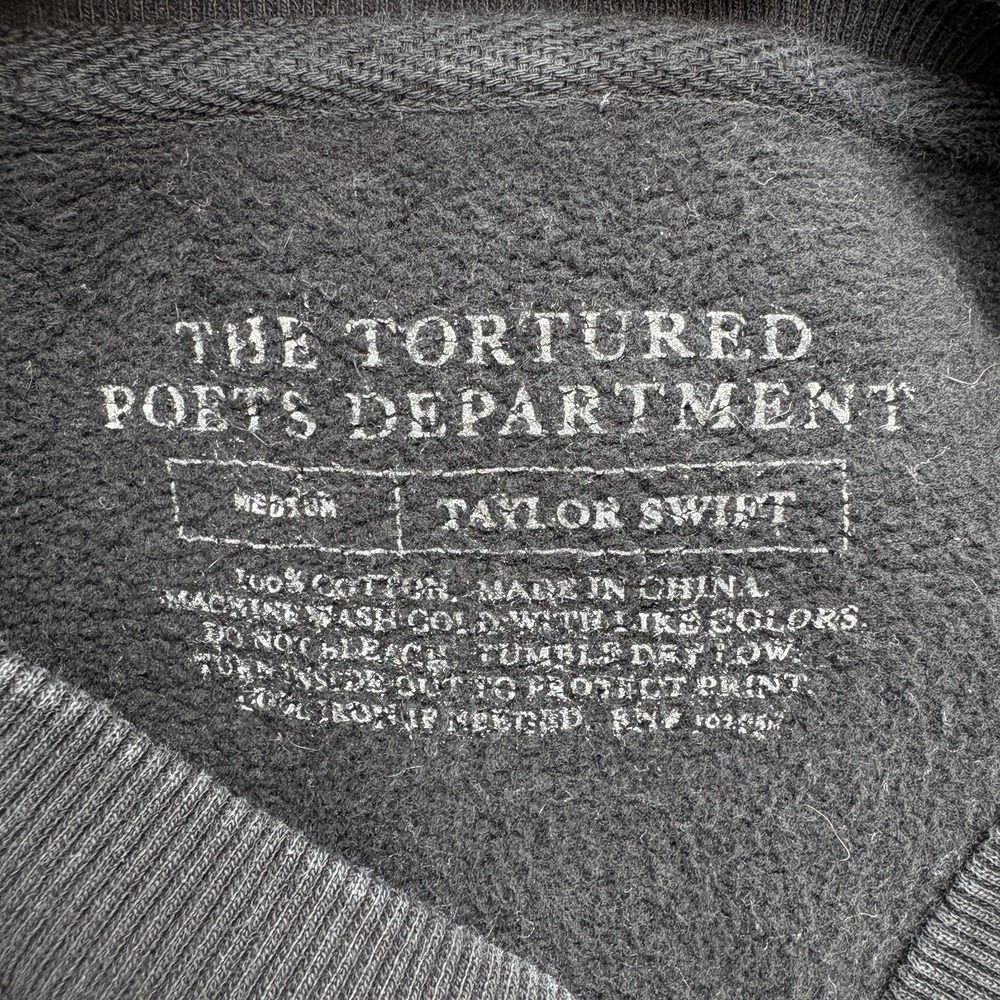 THE TORTURED
POETS DEPARTMENT
MEDIUM
TAYLOR SWIFT
100% COTTON. MADE IN CHINA.
MACHINE WASH COLD WITH LIKE COLORS.
DO NOT BLEACH. TUMBLE DRY LOW.
TURN INSIDE OUT TO PROTECT PRINT.
COOL IRON IF NEEDED. RN#